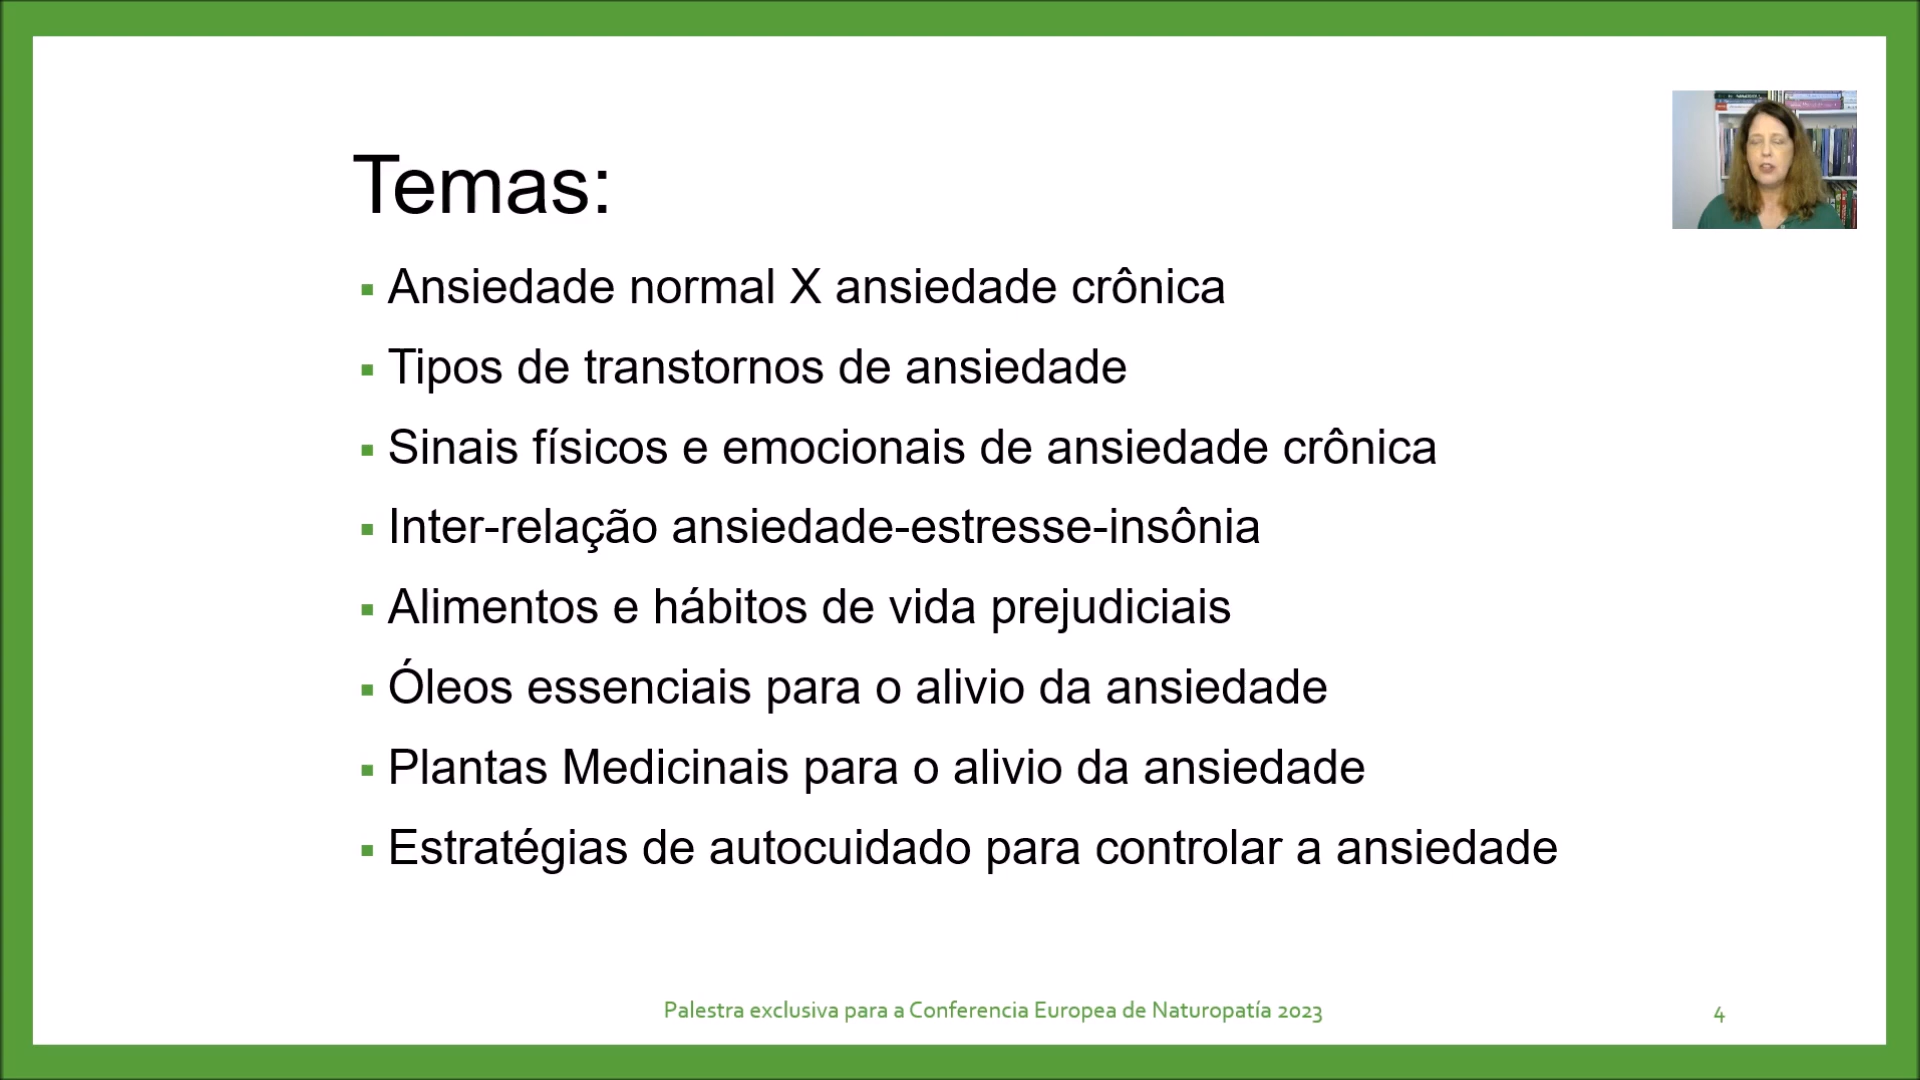 Temas:
▪ Ansiedade normal X ansiedade crônica
▪ Tipos de transtornos de ansiedade
▪ Sinais físicos e emocionais de ansiedade crônica
▪ Inter-relação ansiedade-estresse-insônia
▪ Alimentos e hábitos de vida prejudiciais
▪ Óleos essenciais para o alivio da ansiedade
▪ Plantas Medicinais para o alivio da ansiedade
▪ Estratégias de autocuidado para controlar a ansiedade
Palestra exclusiva para a Conferencia Europea de Naturopatía 2023
4